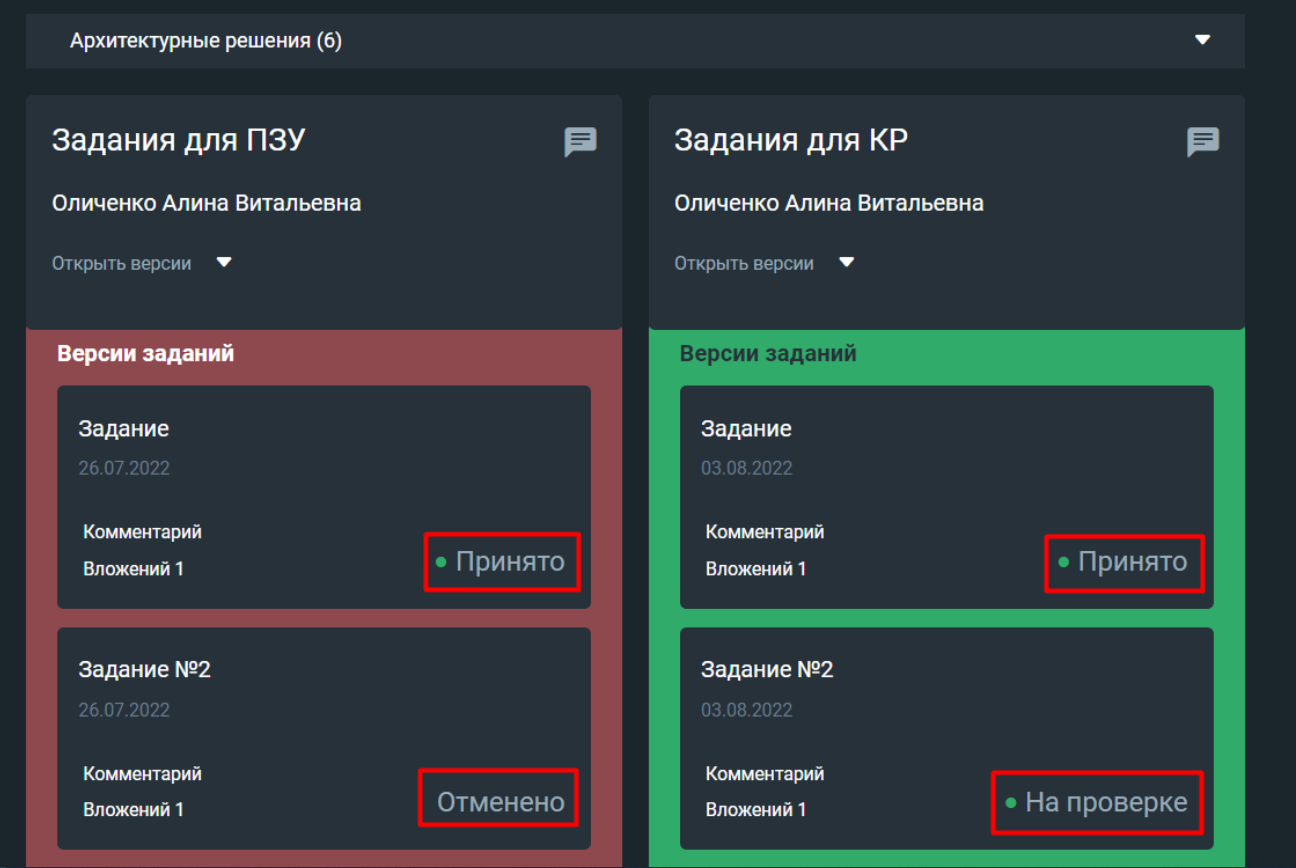 Архитектурные решения (6)
Задания для ПЗУ
Оличенко Алина Витальевна
Открыть версии
Версии заданий
Задание
26.07.2022
Комментарий
Вложений 1
Принято
Задание №2
26.07.2022
Комментарий
Вложений 1
Отменено
Задания для КР
Оличенко Алина Витальевна
Открыть версии
Версии заданий
Задание
03.08.2022
Комментарий
Вложений 1
Принято
Задание №2
03.08.2022
Комментарий
Вложений 1
На проверке